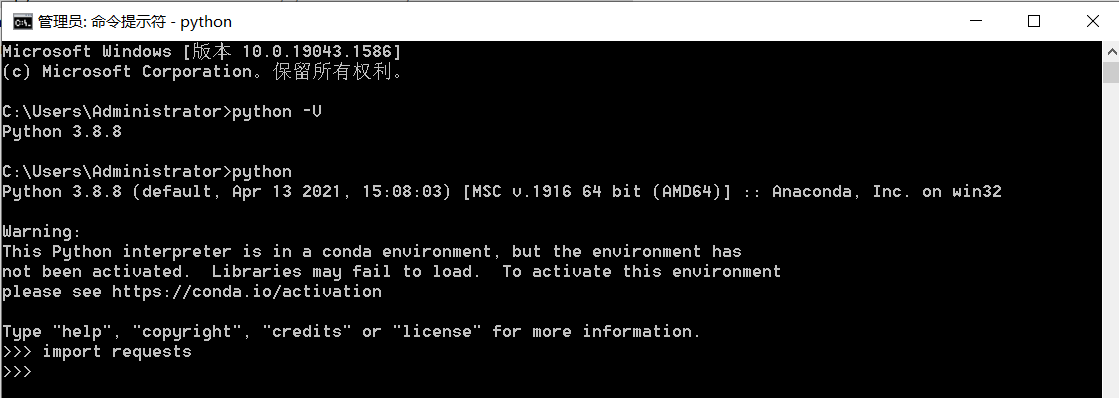 管理员: 命令提示符 - python
Microsoft Windows [版本 10.0.19043.1586]
(c) Microsoft Corporation。保留所有权利。
C:\Users\Administrator>python -V
Python 3.8.8
C:\Users\Administrator>python
Python 3.8.8 (default, Apr 13 2021, 15:08:03) [MSC v.1916 64 bit (AMD64)] :: Anaconda, Inc. on win32
Warning:
This Python interpreter is in a conda environment, but the environment has
not been activated.  Libraries may fail to load.  To activate this environment
please see https://conda.io/activation
Type "help", "copyright", "credits" or "license" for more information.
>>> import requests
>>>